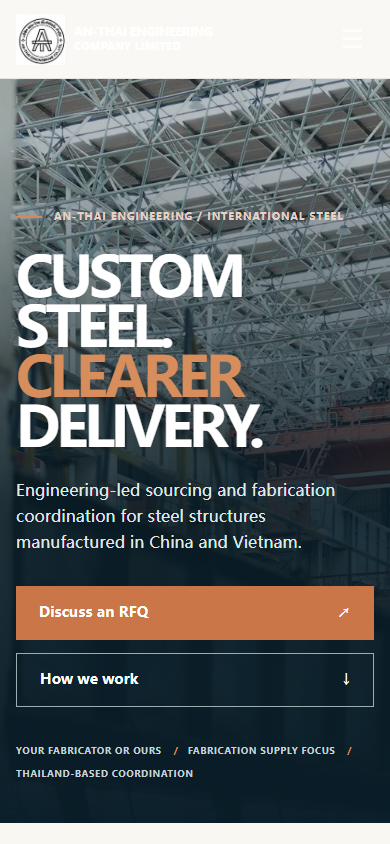 AN-THAI ENGINEERING
COMPANY LIMITED
AN-THAI ENGINEERING / INTERNATIONAL STEEL
CUSTOM
STEEL.
CLEARER
DELIVERY.
Engineering-led sourcing and fabrication
coordination for steel structures
manufactured in China and Vietnam.
Discuss an RFQ ↗
How we work ↓
YOUR FABRICATOR OR OURS / FABRICATION SUPPLY FOCUS /
THAILAND-BASED COORDINATION